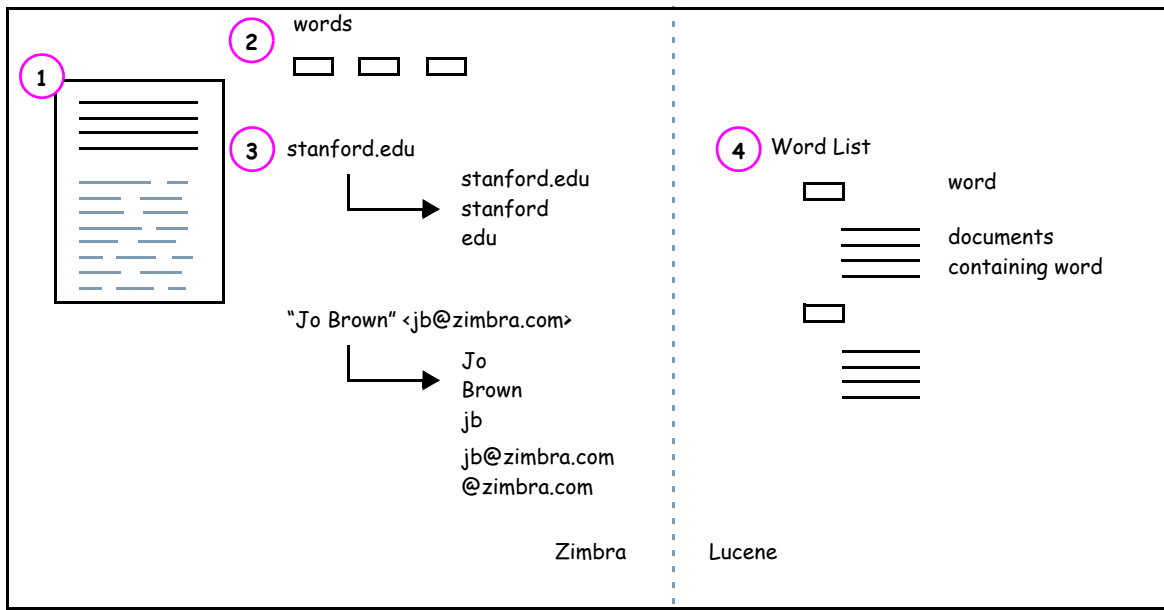 1
2
words
3
stanford.edu
stanford.edu
stanford
edu
“Jo Brown” <jb@zimbra.com>
Jo
Brown
jb
jb@zimbra.com
@zimbra.com
Zimbra
4
Word List
word
documents
containing word
Lucene